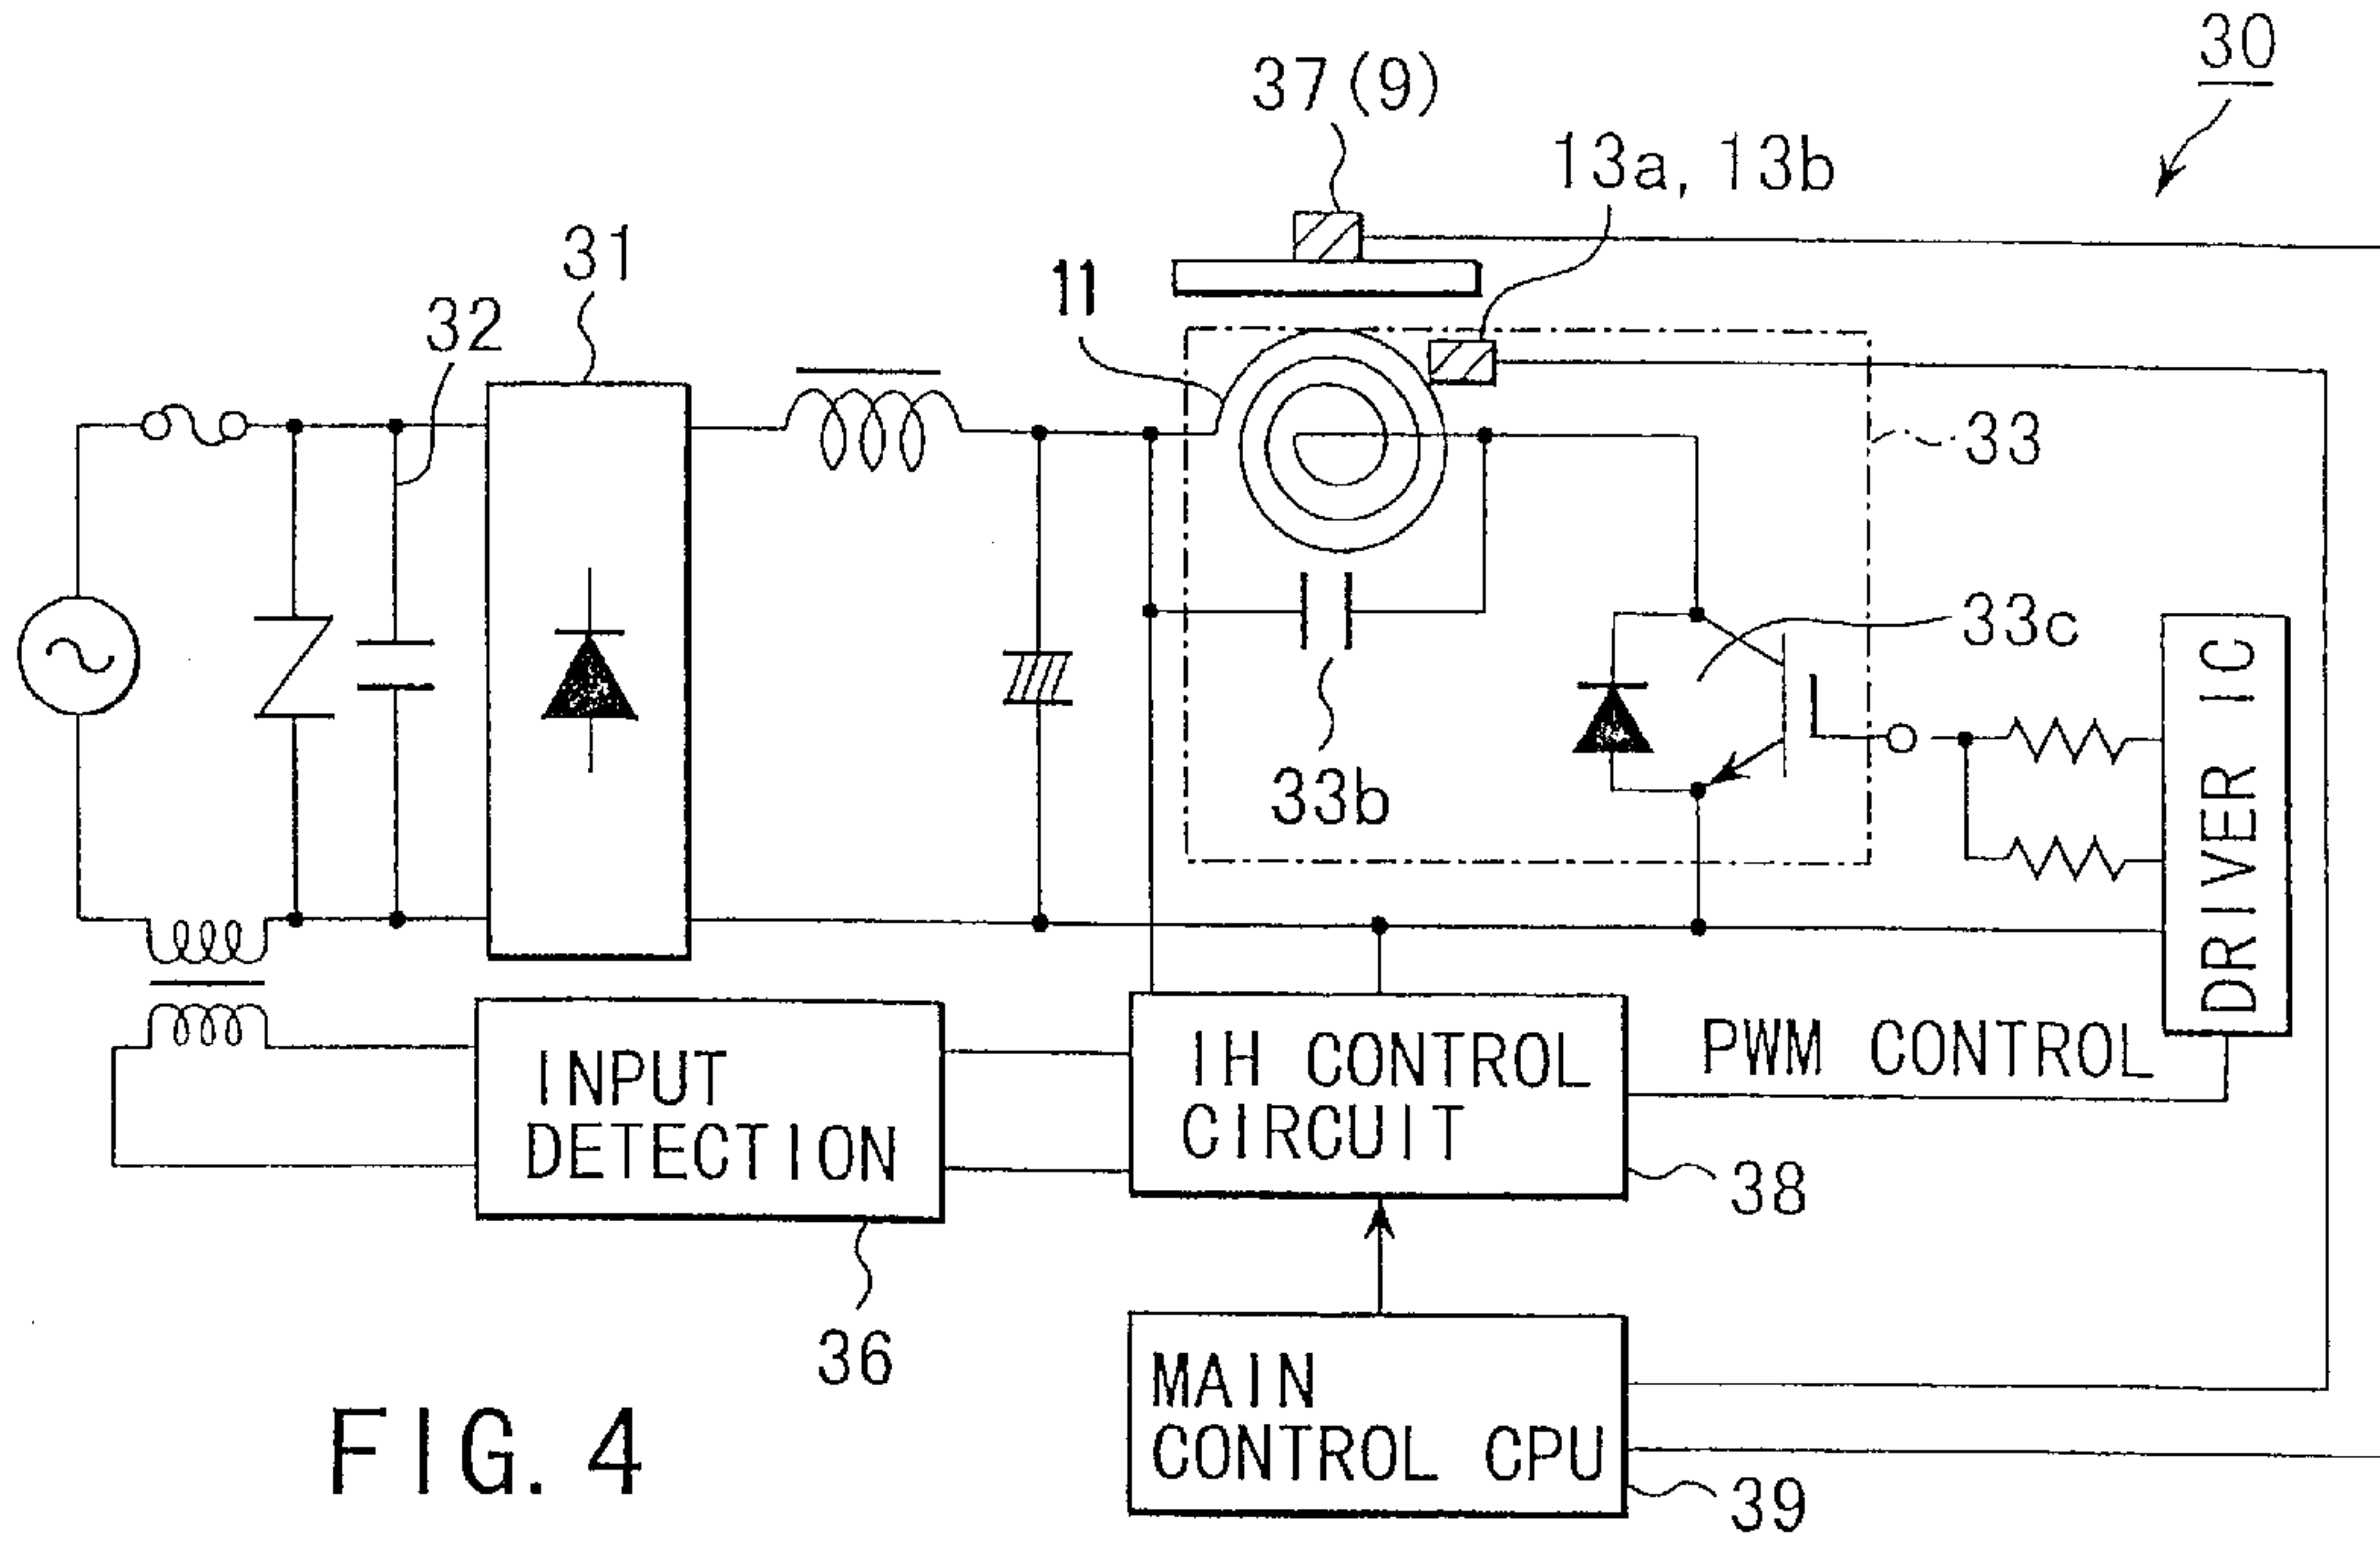 30
37(9)
13a, 13b
31
11
32
33
33c
33b
DRIVER IC
PWM CONTROL
IH CONTROL
CIRCUIT
INPUT
DETECTION
38
36
MAIN
CONTROL CPU
39
FIG. 4